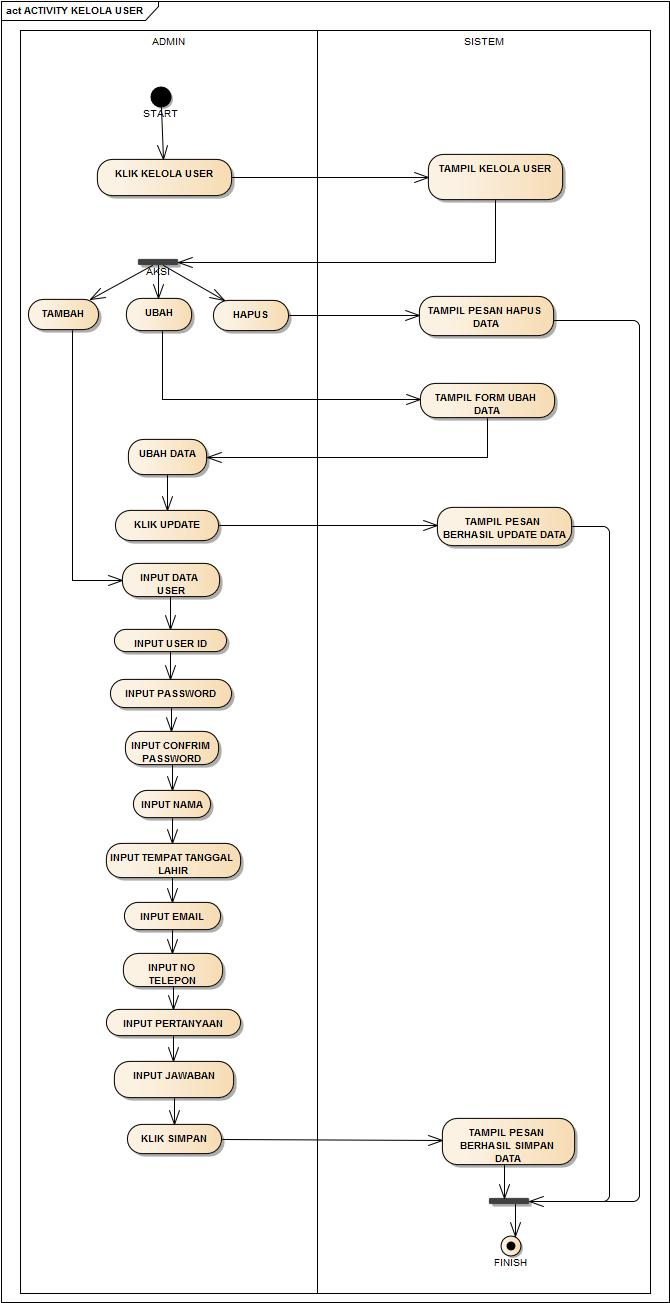 act ACTIVITY KELOLA USER
ADMIN
SISTEM
START
KLIK KELOLA USER
TAMPIL KELOLA USER
AKSI
TAMBAH
UBAH
HAPUS
TAMPIL PESAN HAPUS
DATA
TAMPIL FORM UBAH
DATA
UBAH DATA
KLIK UPDATE
TAMPIL PESAN
BERHASIL UPDATE DATA
INPUT DATA
USER
INPUT USER ID
INPUT PASSWORD
INPUT CONFRIM
PASSWORD
INPUT NAMA
INPUT TEMPAT TANGGAL
LAHIR
INPUT EMAIL
INPUT NO
TELEPON
INPUT PERTANYAAN
INPUT JAWABAN
KLIK SIMPAN
TAMPIL PESAN
BERHASIL SIMPAN
DATA
FINISH